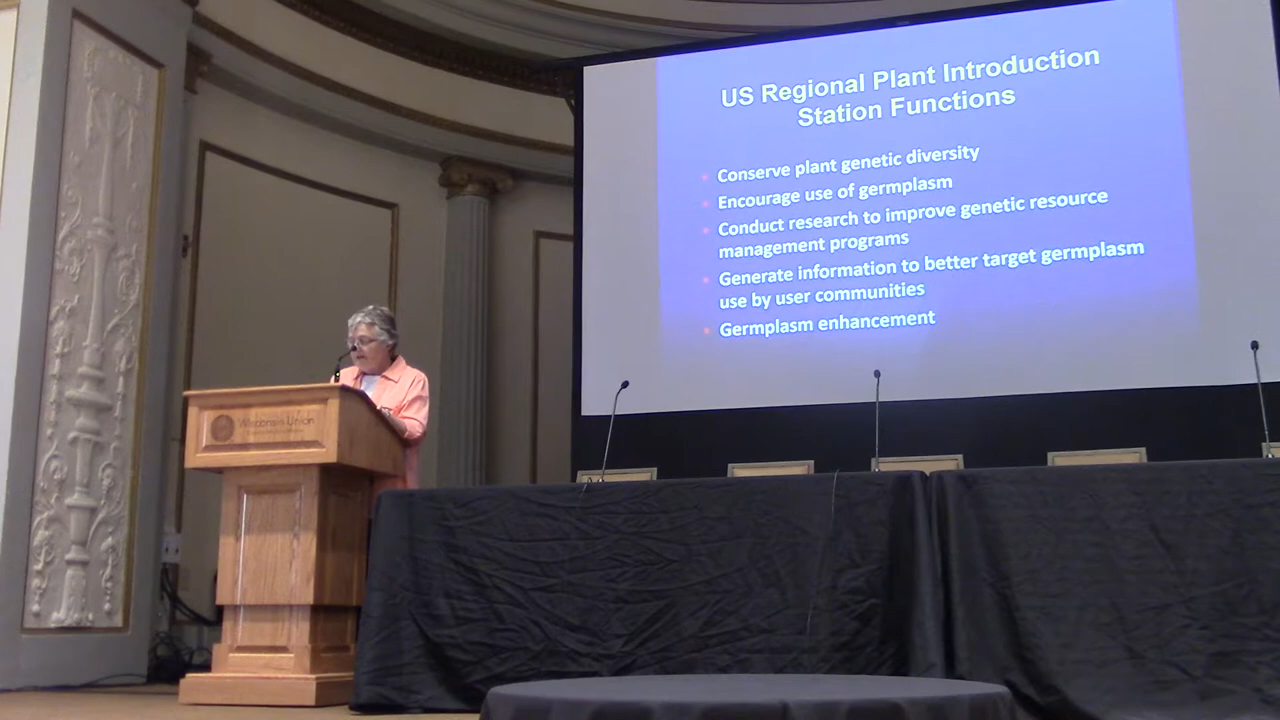 US Regional Plant Introduction
Station Functions
Conserve plant genetic diversity
Encourage use of germplasm
Conduct research to improve genetic resource
management programs
Generate information to better target germplasm
use by user communities
Germplasm enhancement
Wisconsin Union